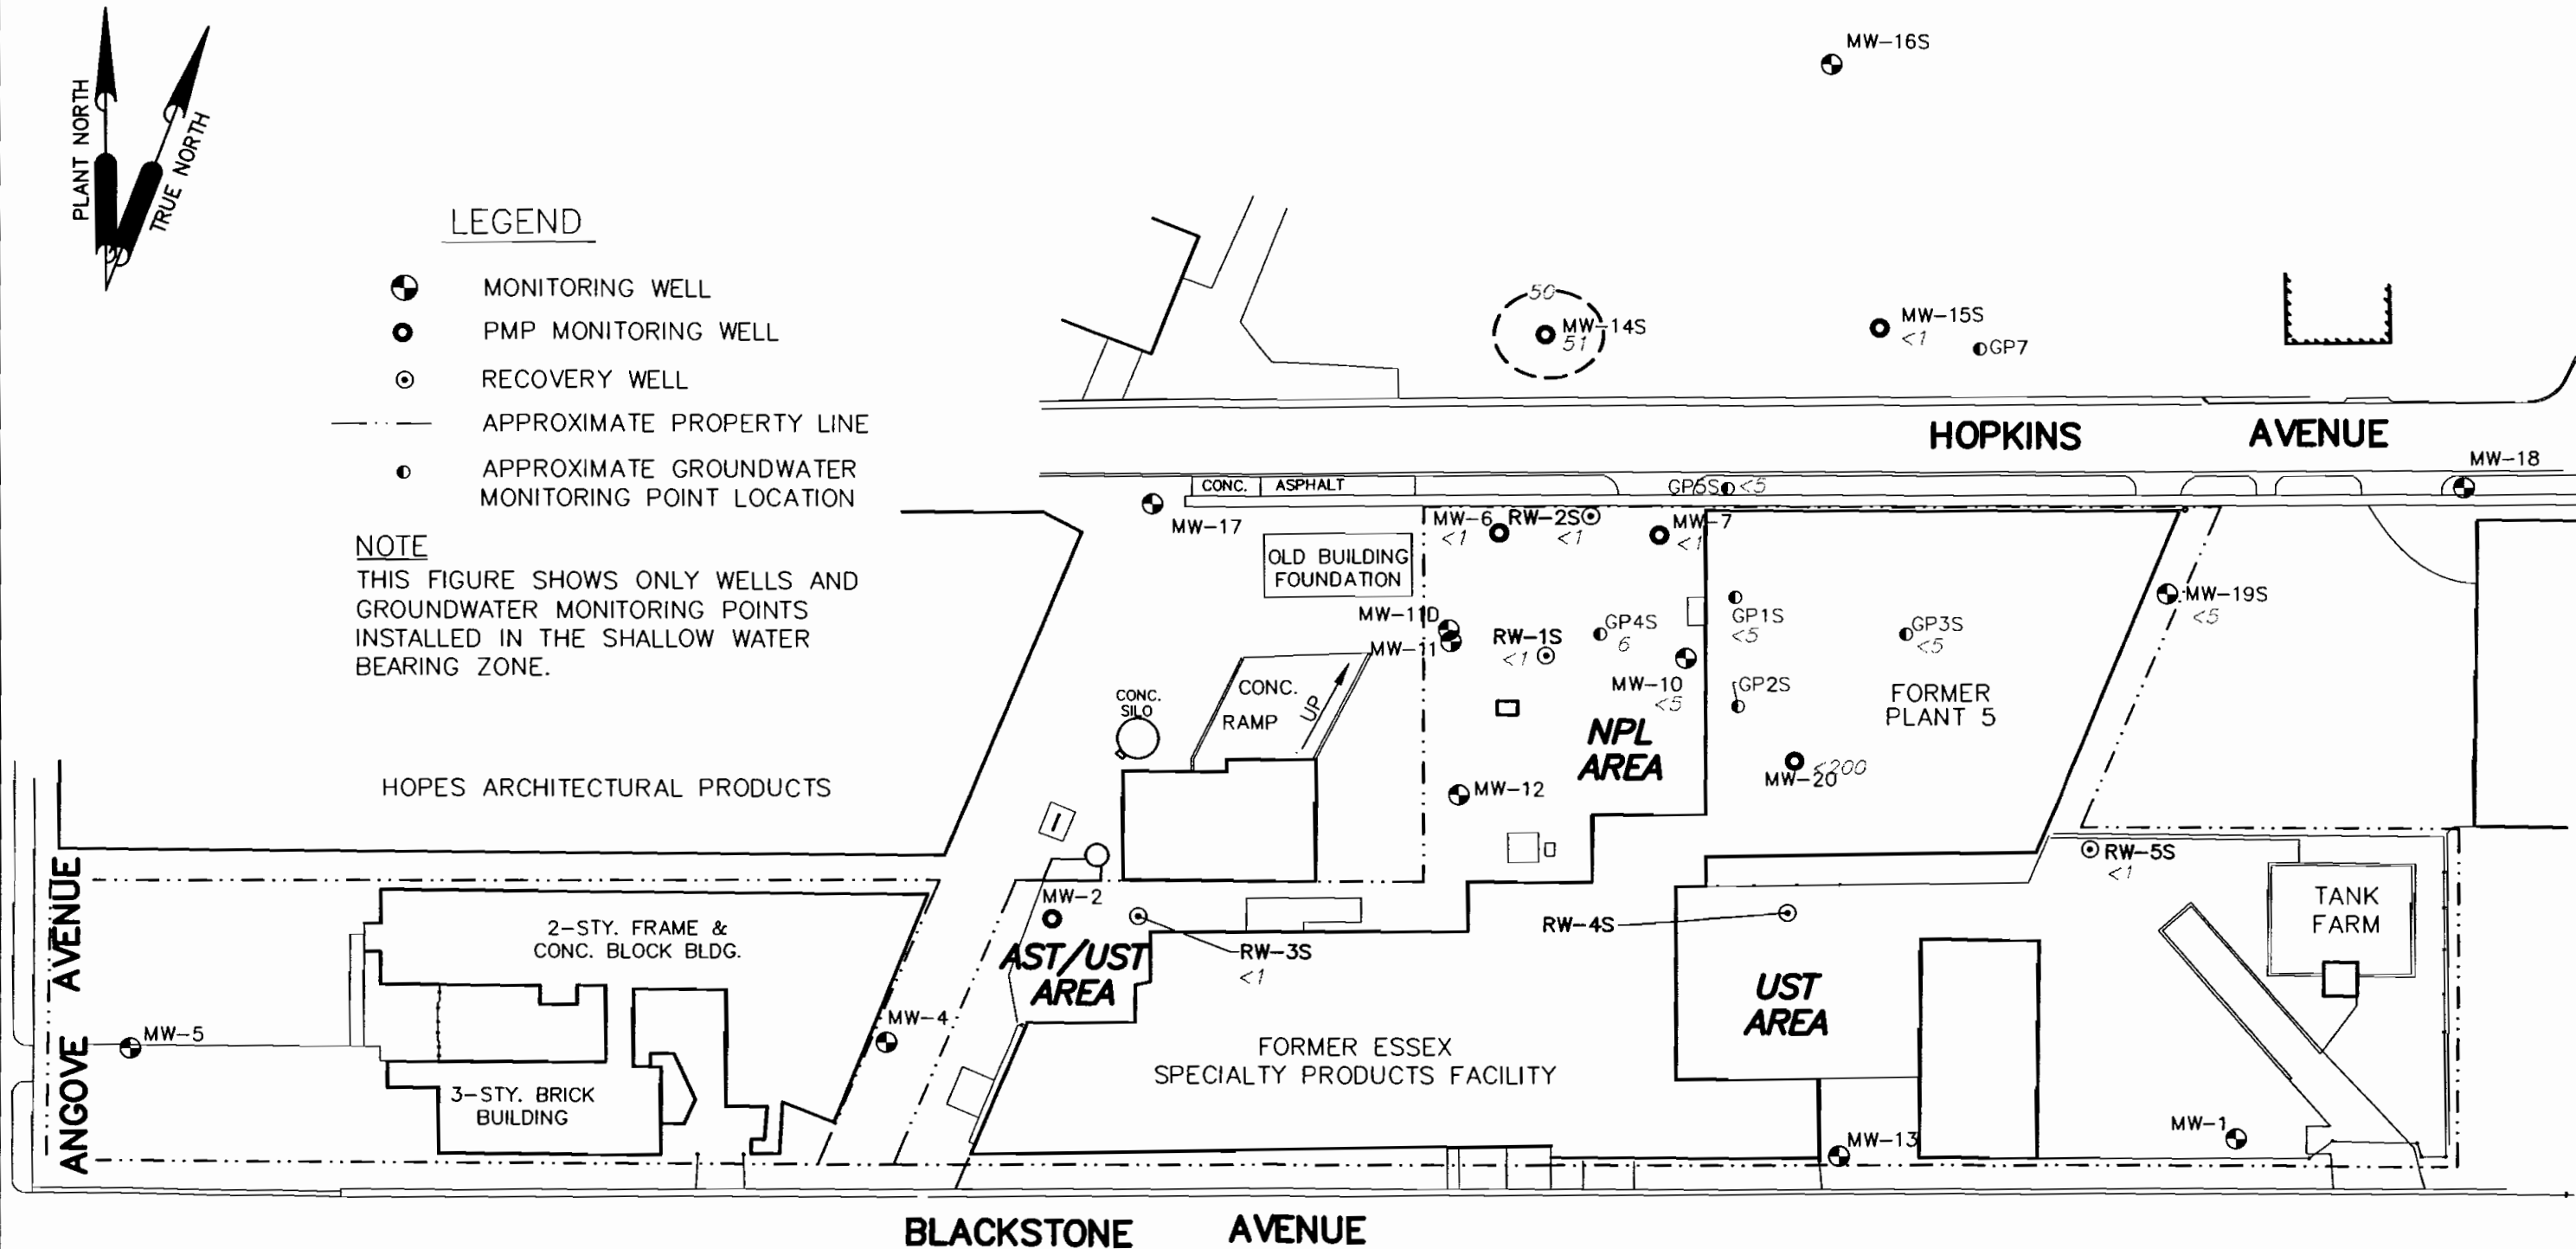 PLANT NORTH
TRUE NORTH
LEGEND
MONITORING WELL
PMP MONITORING WELL
RECOVERY WELL
APPROXIMATE PROPERTY LINE
APPROXIMATE GROUNDWATER
MONITORING POINT LOCATION
NOTE
THIS FIGURE SHOWS ONLY WELLS AND
GROUNDWATER MONITORING POINTS
INSTALLED IN THE SHALLOW WATER
BEARING ZONE.
MW-16S
50
MW-14S
51
MW-15S
<1
GP7
HOPKINS AVENUE
MW-18
CONC.
ASPHALT
GP5S <5
MW-17
MW-6
<1
RW-2S
<1
MW-7
<1
OLD BUILDING
FOUNDATION
MW-11D
MW-11
RW-1S
<1
GP4S
6
MW-10
<5
GP1S
<5
GP2S
GP3S
<5
MW-19S
<5
FORMER
PLANT 5
MW-20
<200
NPL
AREA
MW-12
CONC.
SILO
CONC.
RAMP
UP
HOPES ARCHITECTURAL PRODUCTS
ANGOVE AVENUE
2-STY. FRAME &
CONC. BLOCK BLDG.
MW-2
AST/UST
AREA
RW-3S
<1
RW-4S
RW-5S
<1
TANK
FARM
UST
AREA
MW-5
MW-4
3-STY. BRICK
BUILDING
FORMER ESSEX
SPECIALTY PRODUCTS FACILITY
MW-13
MW-1
BLACKSTONE AVENUE